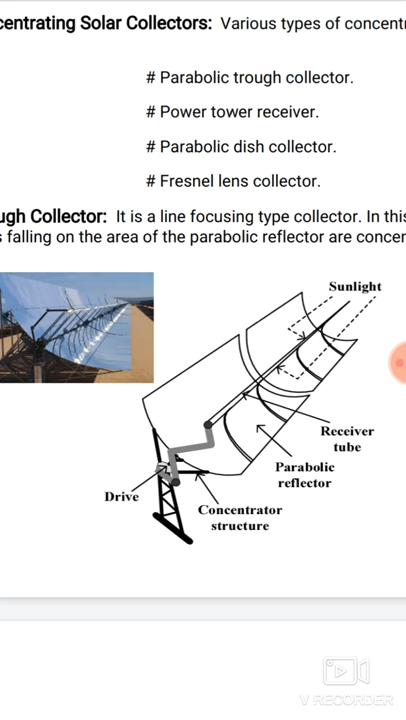 centrating Solar Collectors: Various types of concent
# Parabolic trough collector.
# Power tower receiver.
# Parabolic dish collector.
# Fresnel lens collector.
ugh Collector: It is a line focusing type collector. In this
falling on the area of the parabolic reflector are concen
Sunlight
Receiver
tube
Parabolic
reflector
Drive
Concentrator
structure
V RECORDER